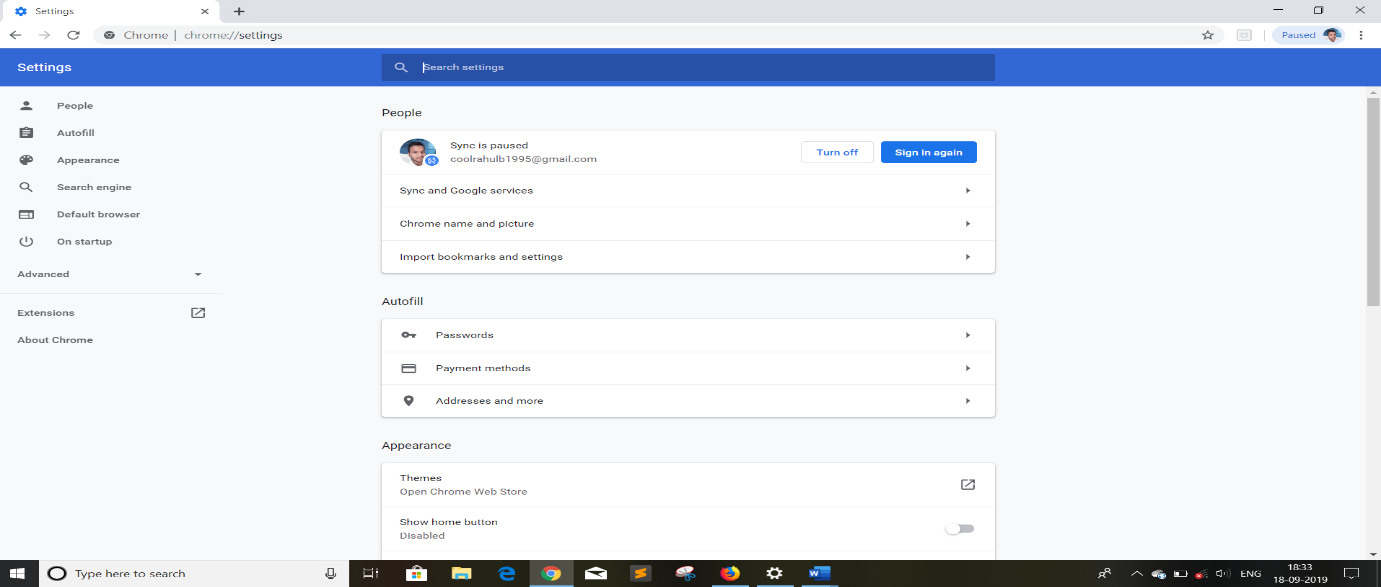 Settings
Chrome | chrome://settings
Paused
Settings
Search settings
People
Autofill
Appearance
Search engine
Default browser
On startup
Advanced
Extensions
About Chrome
People
Sync is paused
coolrahulb1995@gmail.com
Turn off
Sign in again
Sync and Google services
Chrome name and picture
Import bookmarks and settings
Autofill
Passwords
Payment methods
Addresses and more
Appearance
Themes
Open Chrome Web Store
Show home button
Disabled
Type here to search
ENG
18:33
18-09-2019